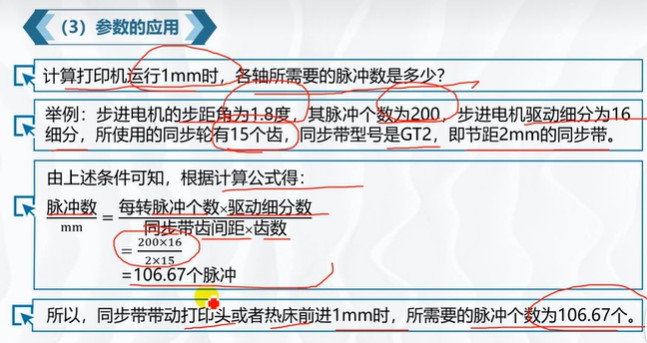 （3）参数的应用
计算打印机运行1mm时，各轴所需要的脉冲数是多少？
举例：步进电机的步距角为1.8度，其脉冲个数为200，步进电机驱动细分为16
细分，所使用的同步轮有15个齿，同步带型号是GT2，即节距2mm的同步带。
由上述条件可知，根据计算公式得：
脉冲数/mm = 每转脉冲个数×驱动细分数/同步带齿间距×齿数
= 200×16/2×15
=106.67个脉冲
所以，同步带带动打印头或者热床前进1mm时，所需要的脉冲个数为106.67个。